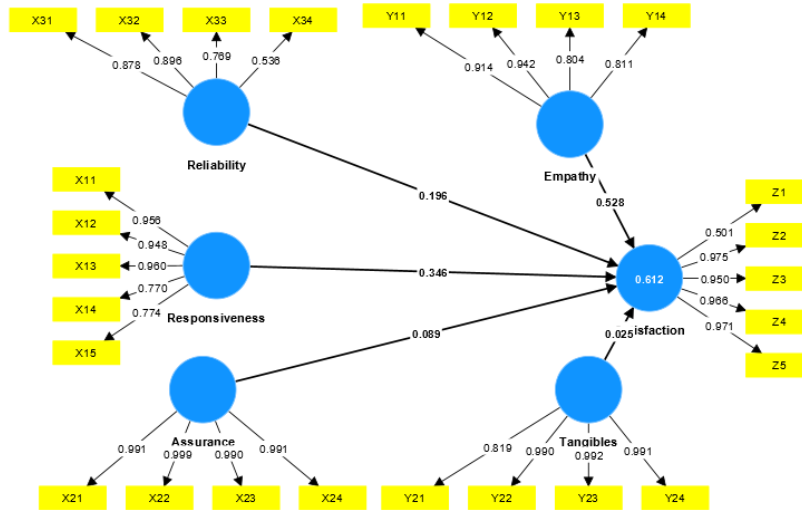 X31 X32 X33 X34
Y11 Y12 Y13 Y14
0.878 0.896 0.769 0.536
0.914 0.942 0.804 0.811
Reliability
Empathy
X11
X12
X13
X14
X15
0.956
0.948
0.960
0.770
0.774
Responsiveness
0.196
0.528
0.346
0.089
0.025
0.612
isfaction
0.501
0.975
0.950
0.966
0.971
Z1
Z2
Z3
Z4
Z5
Assurance
0.991 0.999 0.990 0.991
X21 X22 X23 X24
Tangibles
0.819 0.990 0.992 0.991
Y21 Y22 Y23 Y24